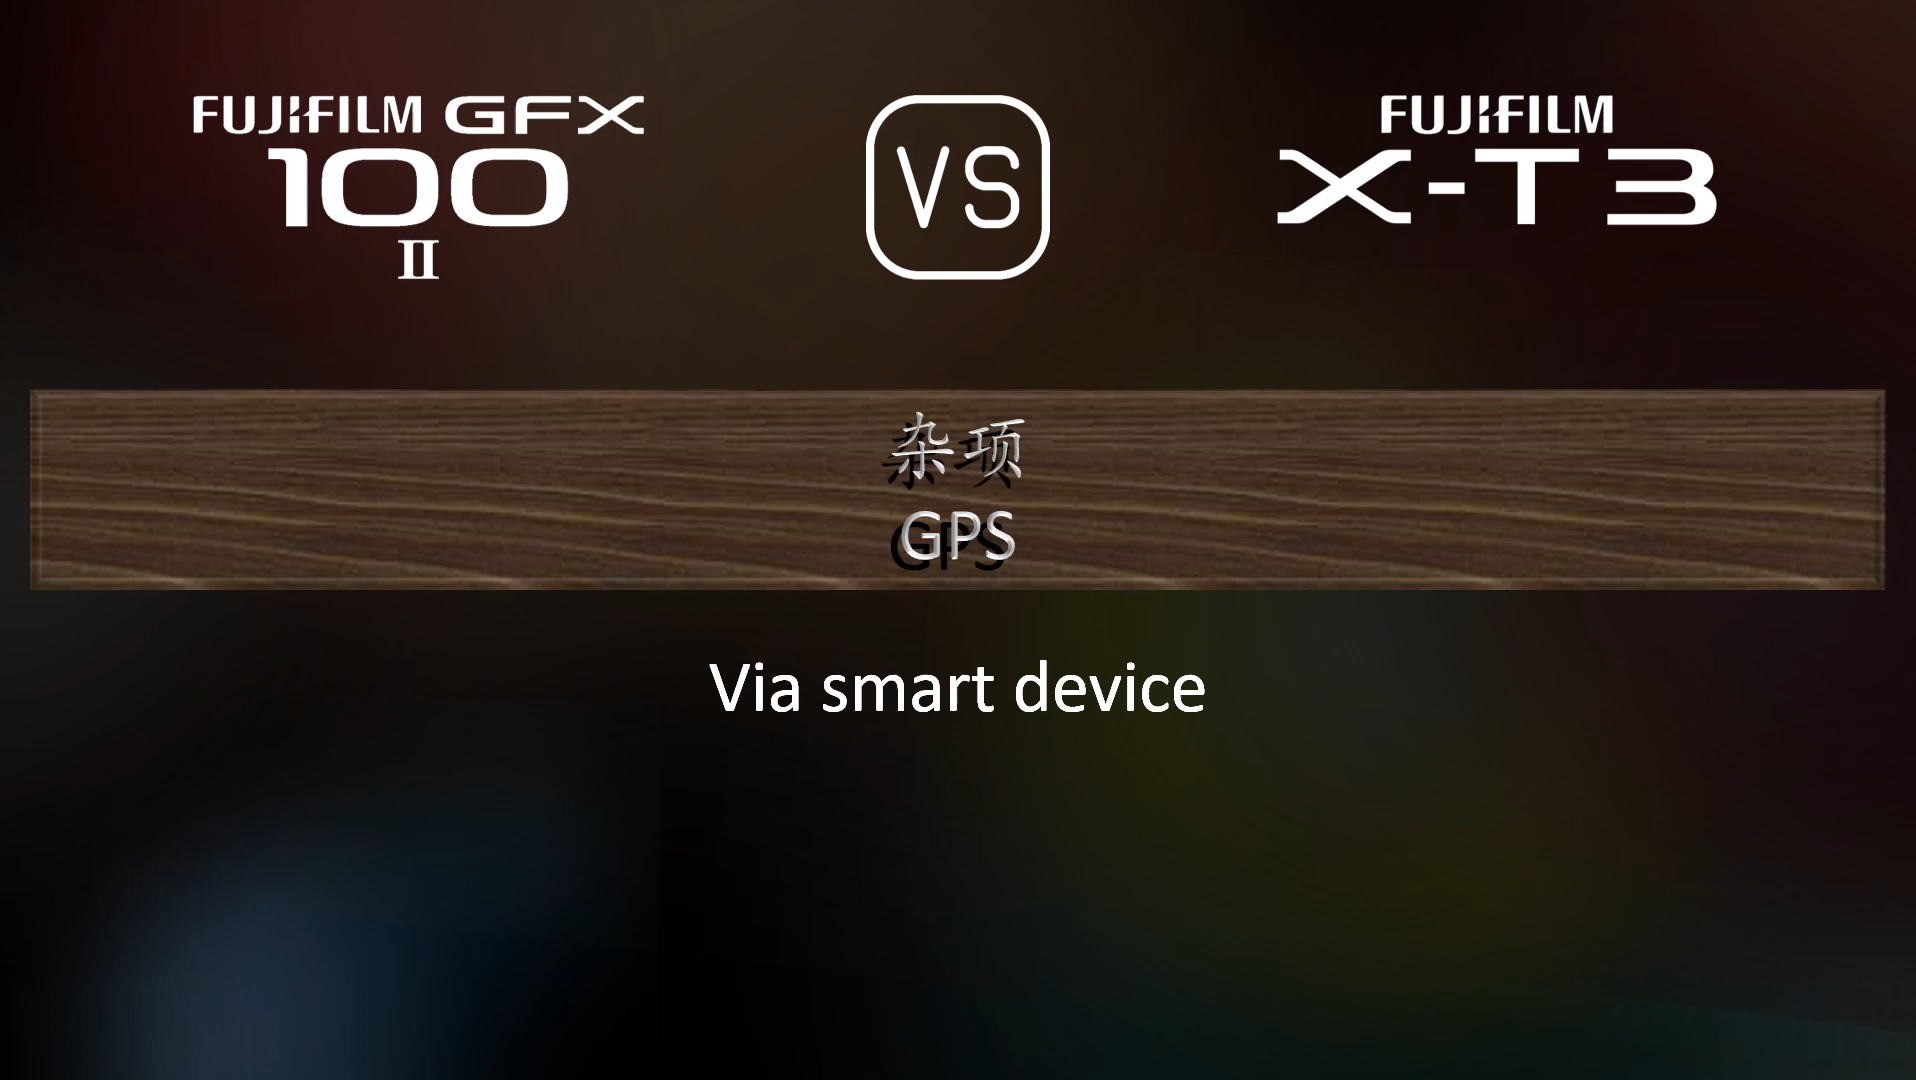 FUJIFILM GFX
100
II
VS
FUJIFILM
X-T3
杂项
GPS
Via smart device